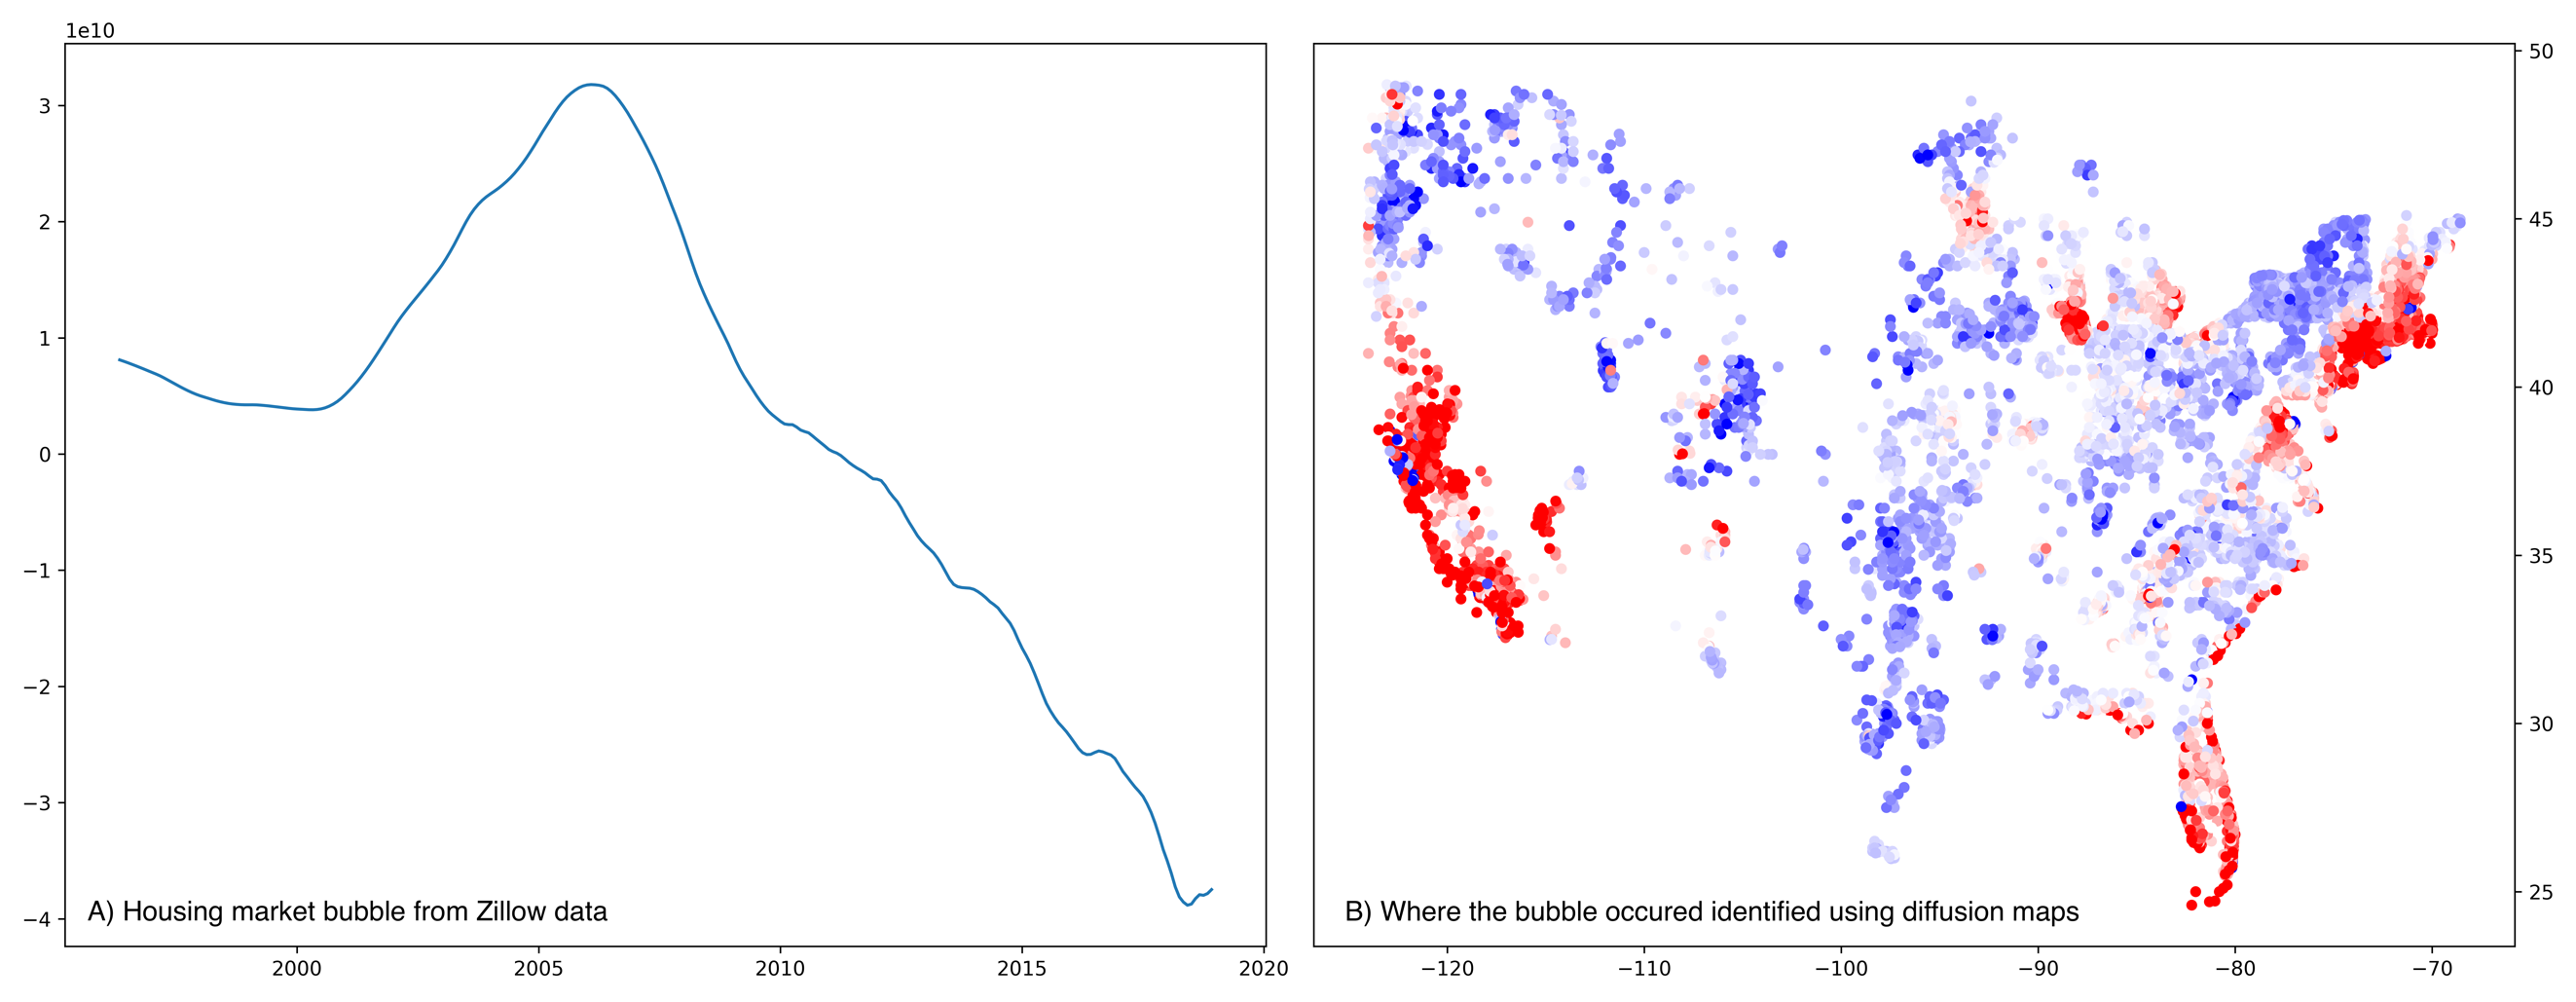 1e10
3
2
1
0
−1
−2
−3
−4
2000 2005 2010 2015 2020
A) Housing market bubble from Zillow data
50
45
40
35
30
25
−120 −110 −100 −90 −80 −70
B) Where the bubble occured identified using diffusion maps